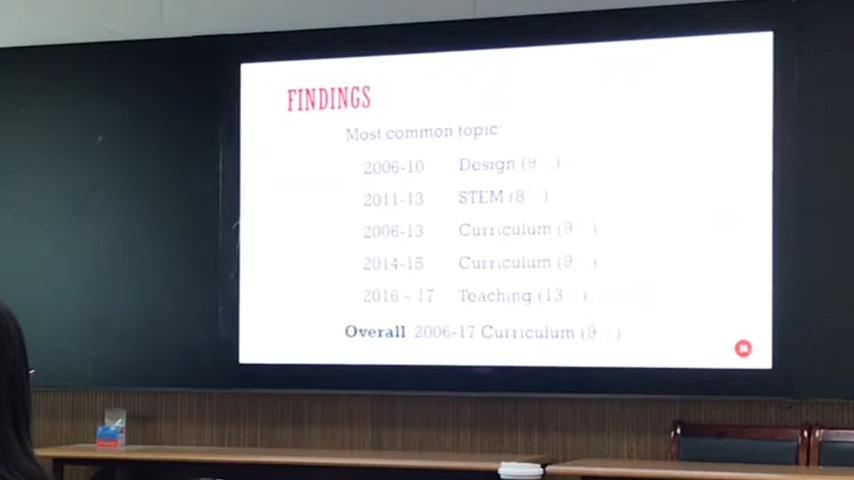 FINDINGS
Most common topic:
2006-10 Design (9 )
2011-13 STEM (8 )
2006-13 Curriculum (9 )
2014-15 Curriculum (9 )
2016 - 17 Teaching (13 )
Overall 2006-17 Curriculum (9 )